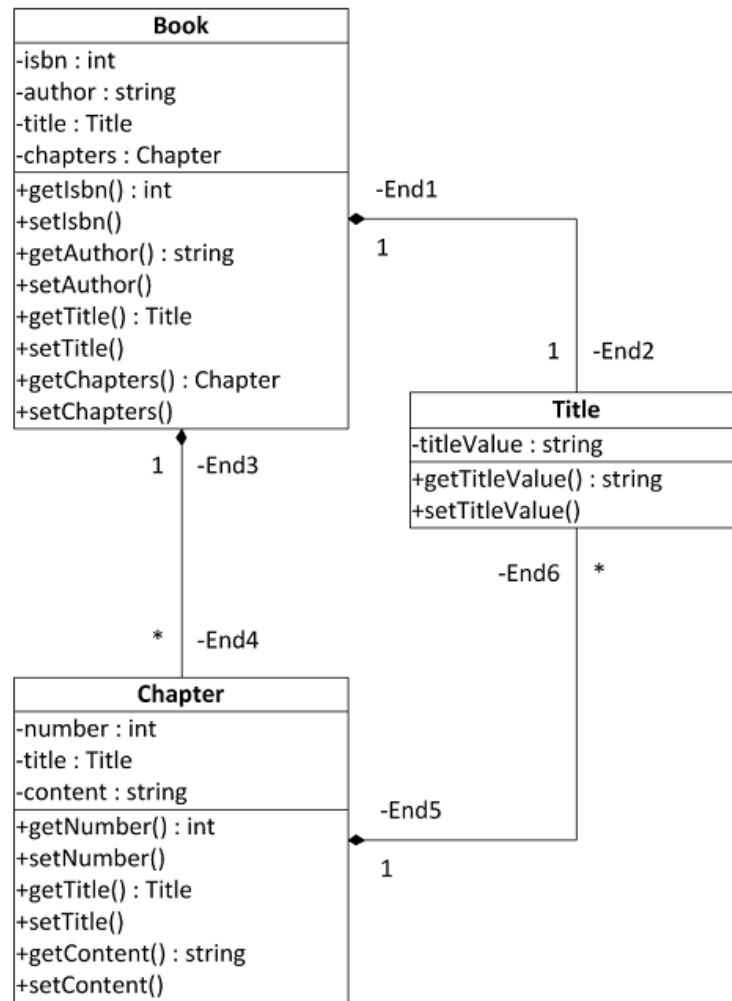 Book
-isbn : int
-author : string
-title : Title
-chapters : Chapter
+getIsbn() : int
+setIsbn()
+getAuthor() : string
+setAuthor()
+getTitle() : Title
+setTitle()
+getChapters() : Chapter
+setChapters()
-End1
1
1 -End2
Title
-titleValue : string
+getTitleValue() : string
+setTitleValue()
1 -End3
-End6 *
* -End4
Chapter
-number : int
-title : Title
-content : string
+getNumber() : int
+setNumber()
+getTitle() : Title
+setTitle()
+getContent() : string
+setContent()
-End5
1